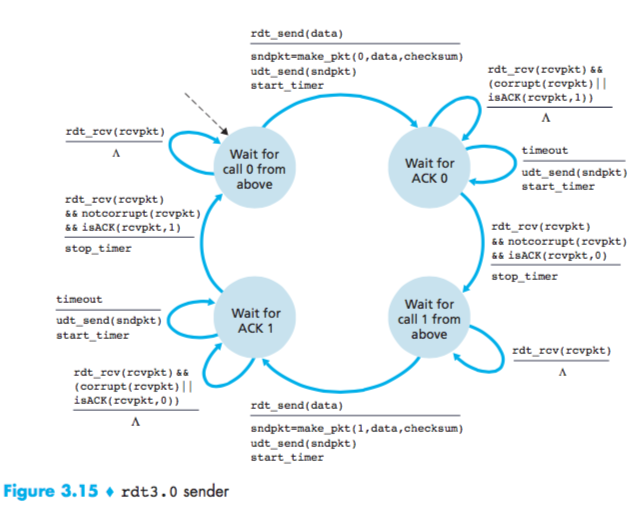 rdt_send(data)
sndpkt=make_pkt(0,data,checksum)
udt_send(sndpkt)
start_timer
rdt_rcv(rcvpkt) &&
(corrupt(rcvpkt)||
isACK(rcvpkt,1))
Λ
rdt_rcv(rcvpkt)
Λ
Wait for
call 0 from
above
Wait for
ACK 0
timeout
udt_send(sndpkt)
start_timer
rdt_rcv(rcvpkt)
&& notcorrupt(rcvpkt)
&& isACK(rcvpkt,1)
stop_timer
rdt_rcv(rcvpkt)
&& notcorrupt(rcvpkt)
&& isACK(rcvpkt,0)
stop_timer
timeout
udt_send(sndpkt)
start_timer
Wait for
ACK 1
Wait for
call 1 from
above
rdt_rcv(rcvpkt)
Λ
rdt_rcv(rcvpkt) &&
(corrupt(rcvpkt)||
isACK(rcvpkt,0))
Λ
rdt_send(data)
sndpkt=make_pkt(1,data,checksum)
udt_send(sndpkt)
start_timer
Figure 3.15 ♦ rdt3.0 sender